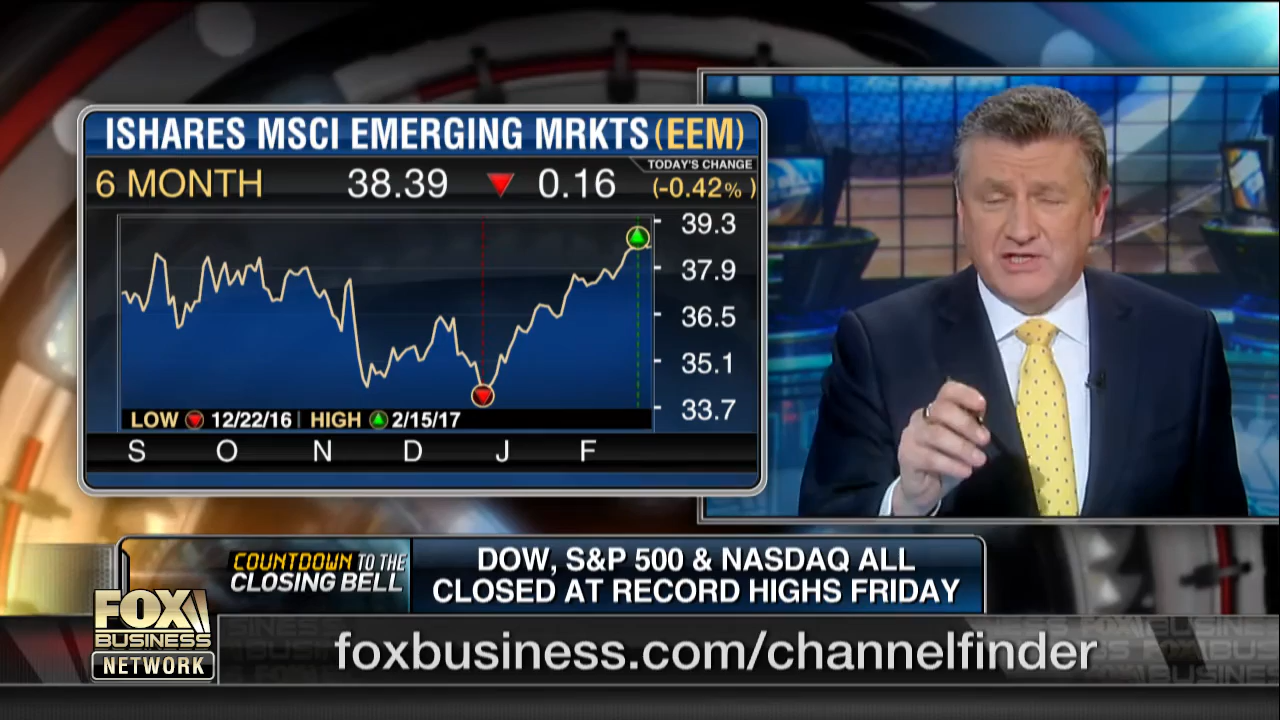 ISHARES MSCI EMERGING MRKTS (EEM)
TODAY'S CHANGE
6 MONTH 38.39 ▼ 0.16 (-0.42%)
39.3
37.9
36.5
35.1
33.7
LOW ▼ 12/22/16 | HIGH ▲ 2/15/17
S O N D J F
COUNTDOWN TO THE
CLOSING BELL
DOW, S&P 500 & NASDAQ ALL
CLOSED AT RECORD HIGHS FRIDAY
FOX
BUSINESS
NETWORK
foxbusiness.com/channelfinder